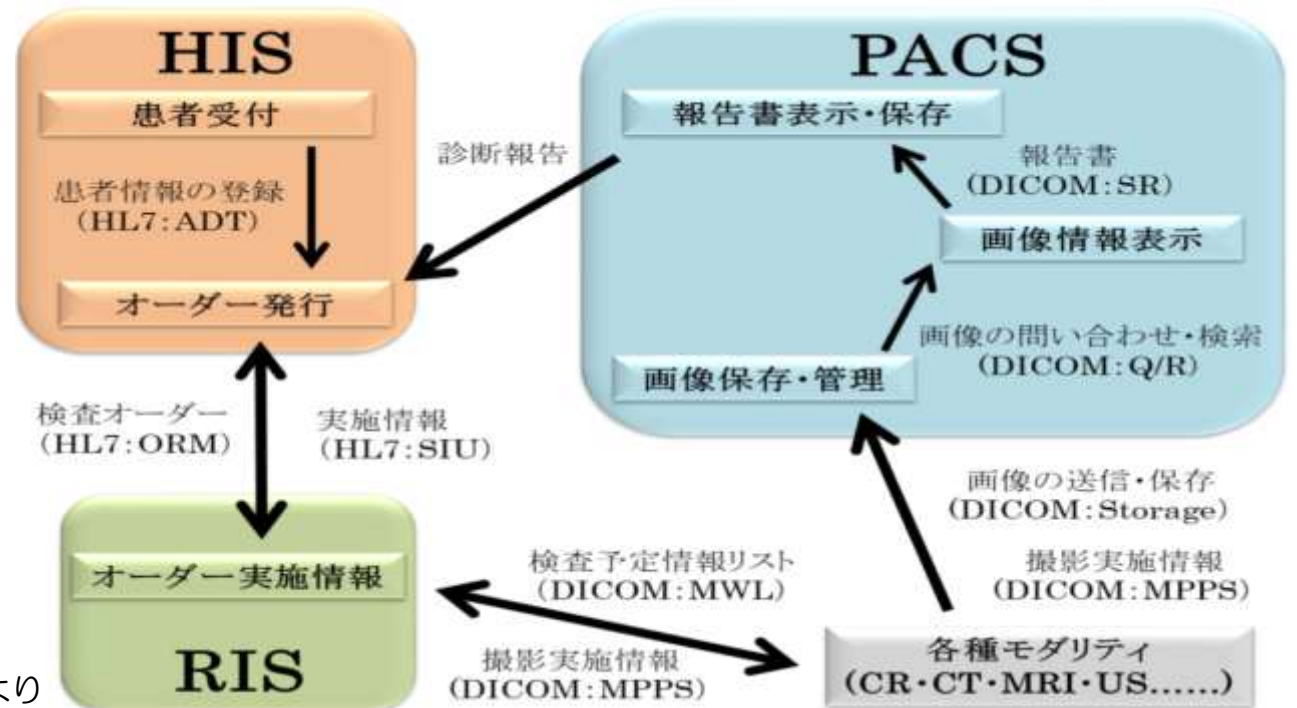 HIS
患者受付
患者情報の登録
(HL7:ADT)
オーダー発行
診断報告
PACS
報告書表示・保存
報告書
(DICOM:SR)
画像情報表示
画像の問い合わせ・検索
(DICOM:Q/R)
画像保存・管理
検査オーダー
(HL7:ORM)
実施情報
(HL7:SIU)
画像の送信・保存
(DICOM:Storage)
撮影実施情報
(DICOM:MPPS)
オーダー実施情報
RIS
検査予定情報リスト
(DICOM:MWL)
撮影実施情報
(DICOM:MPPS)
各種モダリティ
(CR・CT・MRI・US......)
より